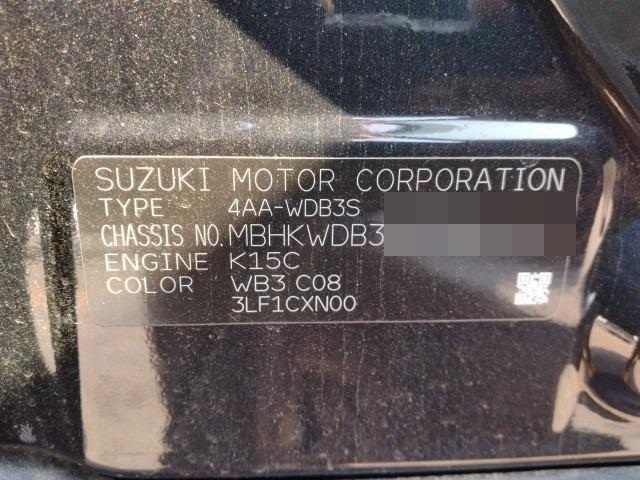 SUZUKI MOTOR CORPORATION
TYPE 4AA-WDB3S
CHASSIS NO. MBHKWDB3
ENGINE K15C
COLOR WB3 C08
3LF1CXN00